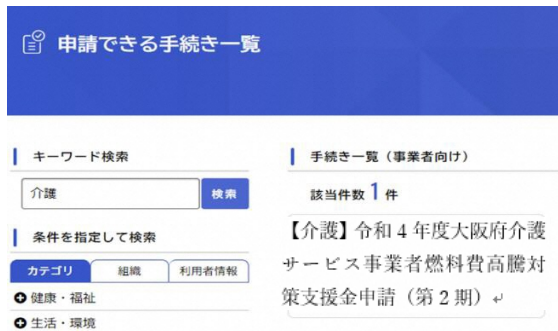 申請できる手続き一覧
キーワード検索
介護
検索
条件を指定して検索
カテゴリ
組織
利用者情報
健康・福祉
生活・環境
手続き一覧（事業者向け）
該当件数 1 件
【介護】令和4年度大阪府介護
サービス事業者燃料費高騰対
策支援金申請（第2期）↵